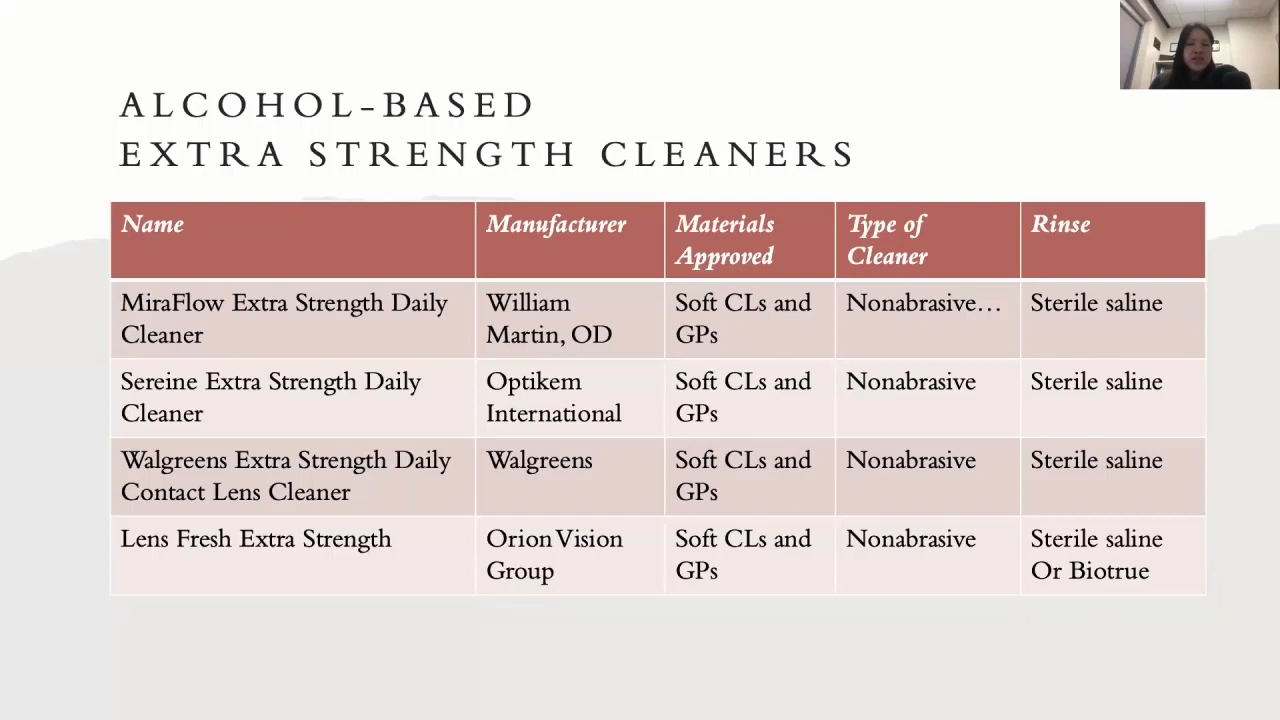 ALCOHOL-BASED
EXTRA STRENGTH CLEANERS
Name
Manufacturer
Materials
Approved
Type of
Cleaner
Rinse
MiraFlow Extra Strength Daily
Cleaner
William
Martin, OD
Soft CLs and
GPs
Nonabrasive…
Sterile saline
Sereine Extra Strength Daily
Cleaner
Optikem
International
Soft CLs and
GPs
Nonabrasive
Sterile saline
Walgreens Extra Strength Daily
Contact Lens Cleaner
Walgreens
Soft CLs and
GPs
Nonabrasive
Sterile saline
Lens Fresh Extra Strength
Orion Vision
Group
Soft CLs and
GPs
Nonabrasive
Sterile saline
Or Biotrue